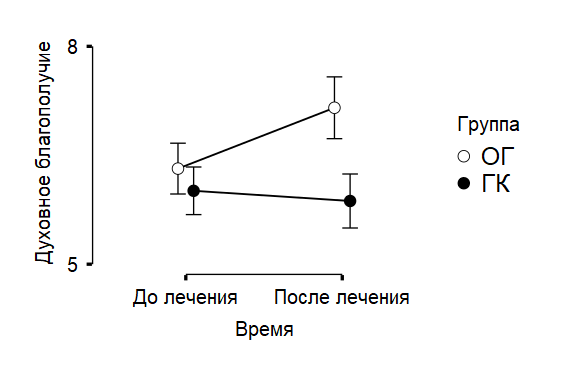 8
Духовное благополучие
5
До лечения
После лечения
Время
Группа
ОГ
ГК